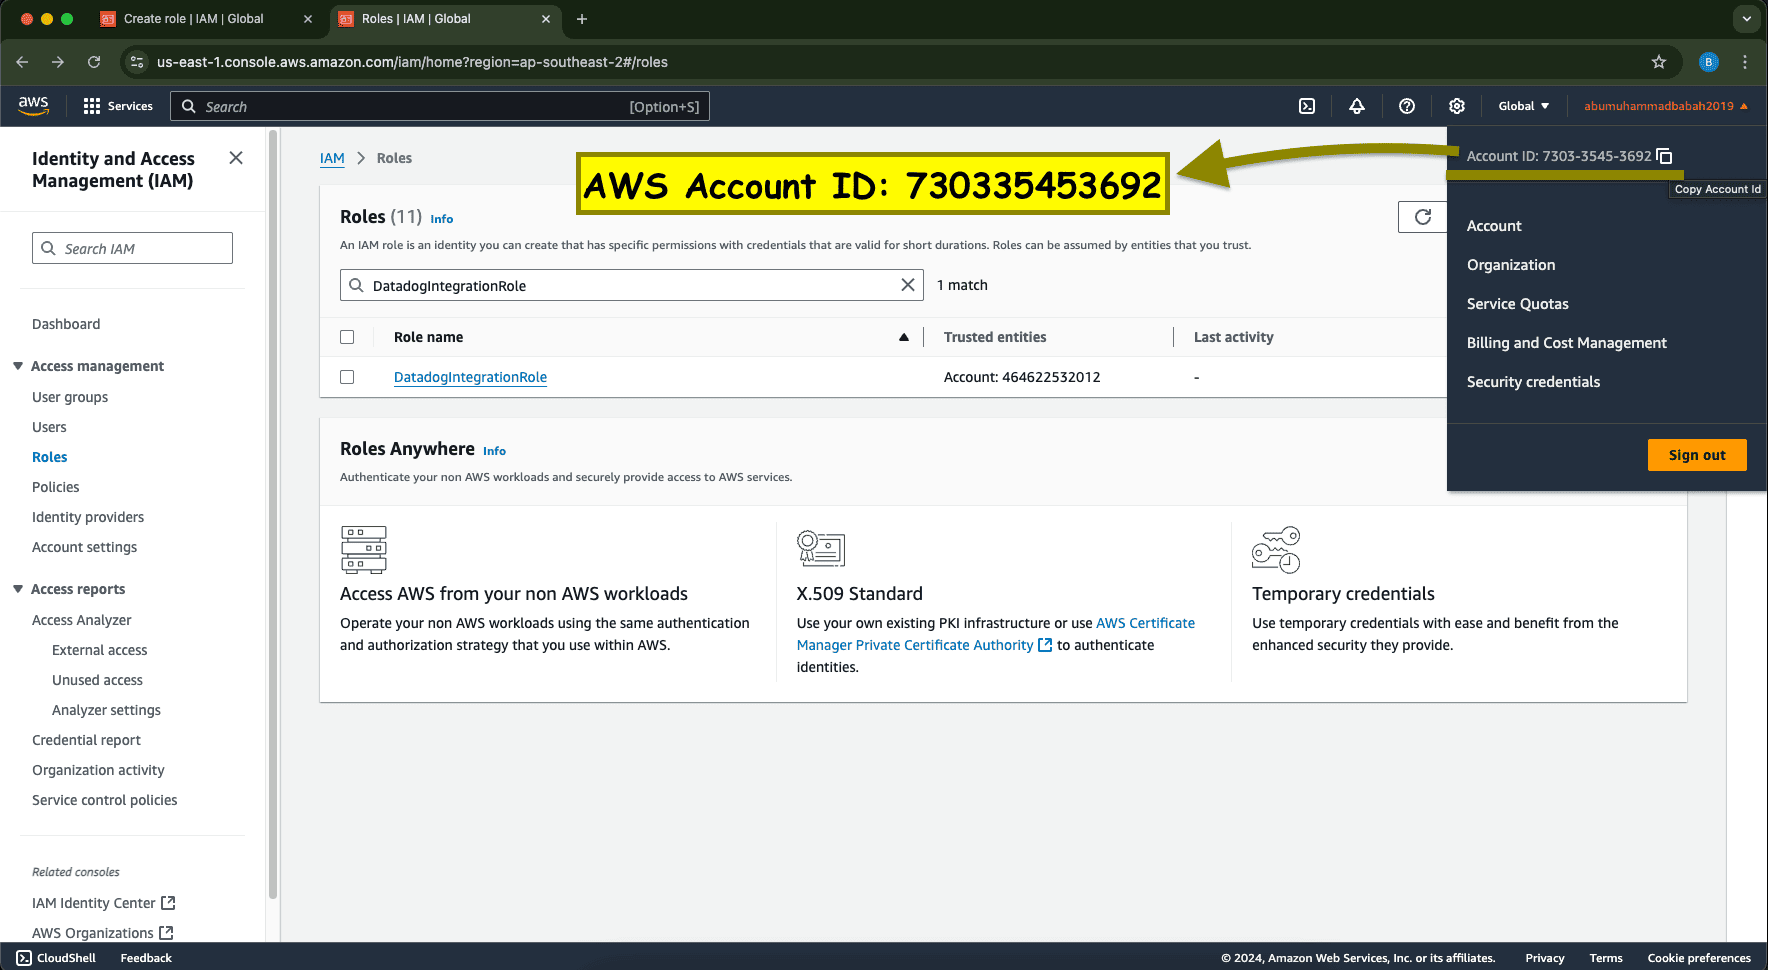 Create role | IAM | Global
Roles | IAM | Global
us-east-1.console.aws.amazon.com/iam/home?region=ap-southeast-2#/roles
B
aws
Services
Search
[Option+S]
Global
abumuhammadbabah2019
Identity and Access
Management (IAM)
Search IAM
Dashboard
Access management
User groups
Users
Roles
Policies
Identity providers
Account settings
Access reports
Access Analyzer
External access
Unused access
Analyzer settings
Credential report
Organization activity
Service control policies
Related consoles
IAM Identity Center
AWS Organizations
IAM > Roles
AWS Account ID: 730335453692
Roles (11) Info
An IAM role is an identity you can create that has specific permissions with credentials that are valid for short durations. Roles can be assumed by entities that you trust.
DatadogIntegrationRole
1 match
Role name
Trusted entities
Last activity
DatadogIntegrationRole
Account: 464622532012
-
Roles Anywhere Info
Authenticate your non AWS workloads and securely provide access to AWS services.
Access AWS from your non AWS workloads
Operate your non AWS workloads using the same authentication
and authorization strategy that you use within AWS.
X.509 Standard
Use your own existing PKI infrastructure or use AWS Certificate
Manager Private Certificate Authority to authenticate
identities.
Temporary credentials
Use temporary credentials with ease and benefit from the
enhanced security they provide.
Account ID: 7303-3545-3692
Copy Account Id
Account
Organization
Service Quotas
Billing and Cost Management
Security credentials
Sign out
CloudShell
Feedback
© 2024, Amazon Web Services, Inc. or its affiliates.
Privacy
Terms
Cookie preferences